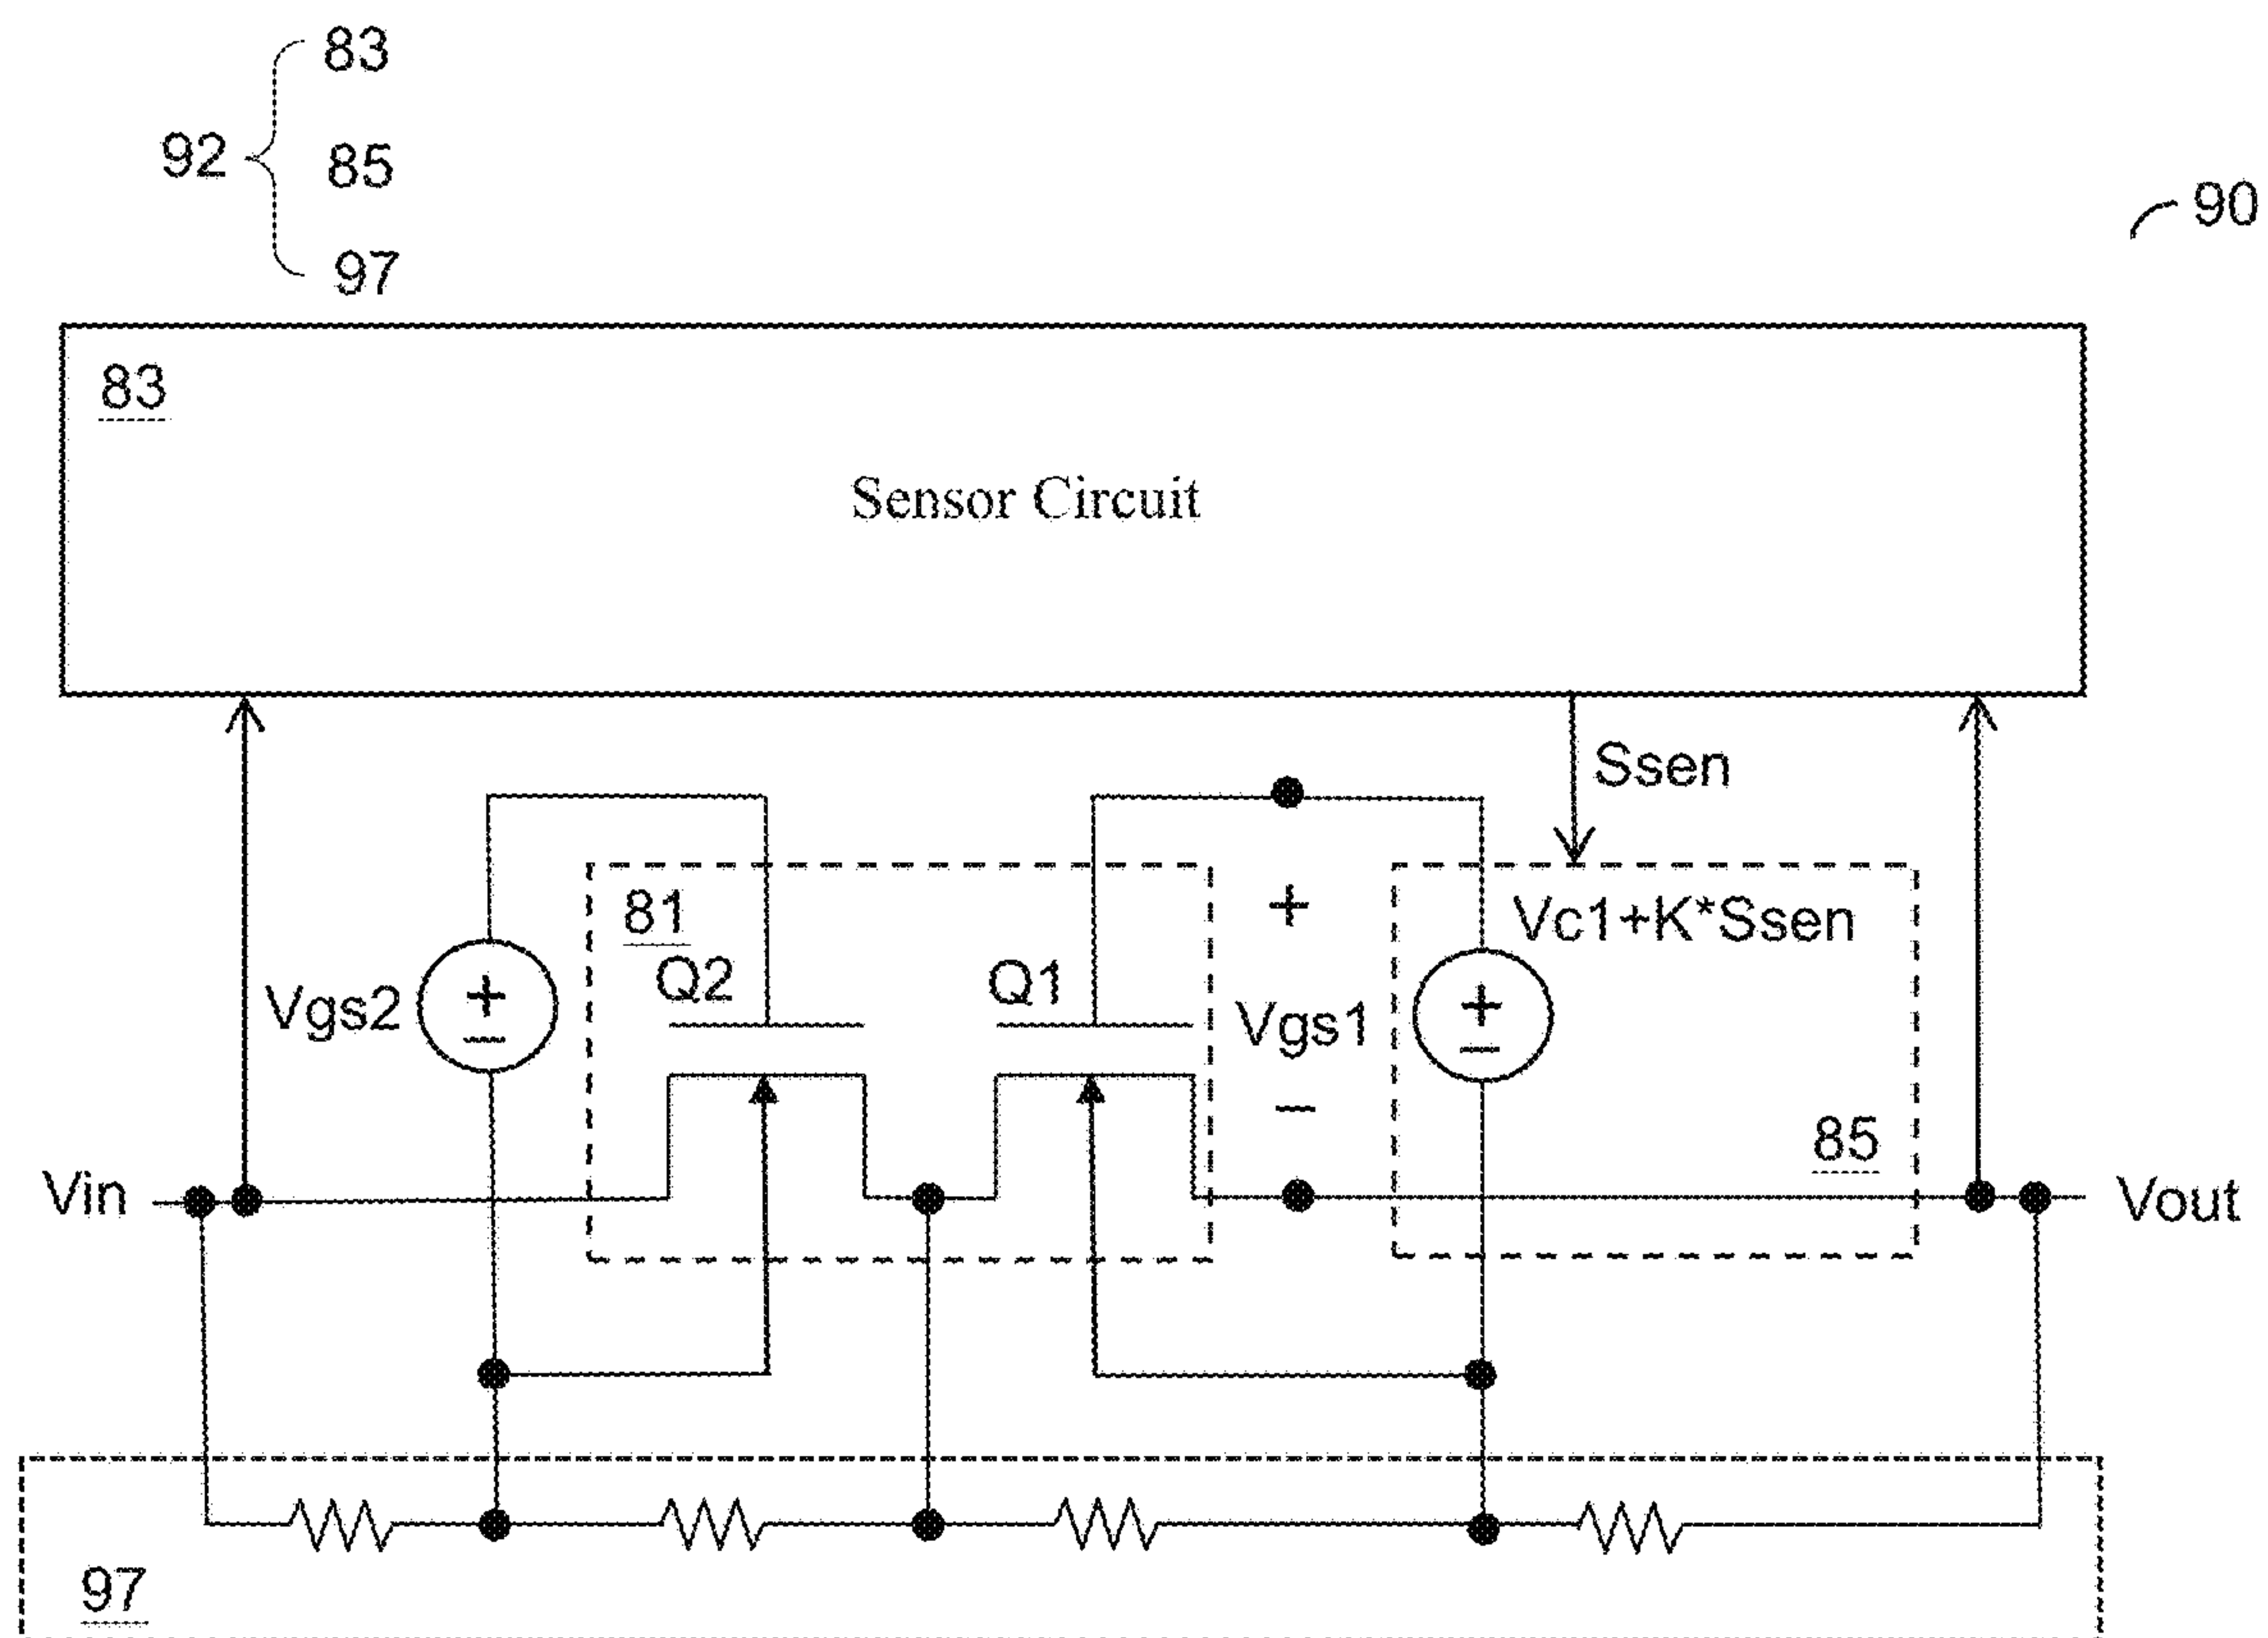 83
92
85
97
90
83
Sensor Circuit
Ssen
81
Vc1+K*Ssen
Q2
Q1
+
Vgs2
+
−
Vgs1
+
−
−
85
Vin
Vout
97